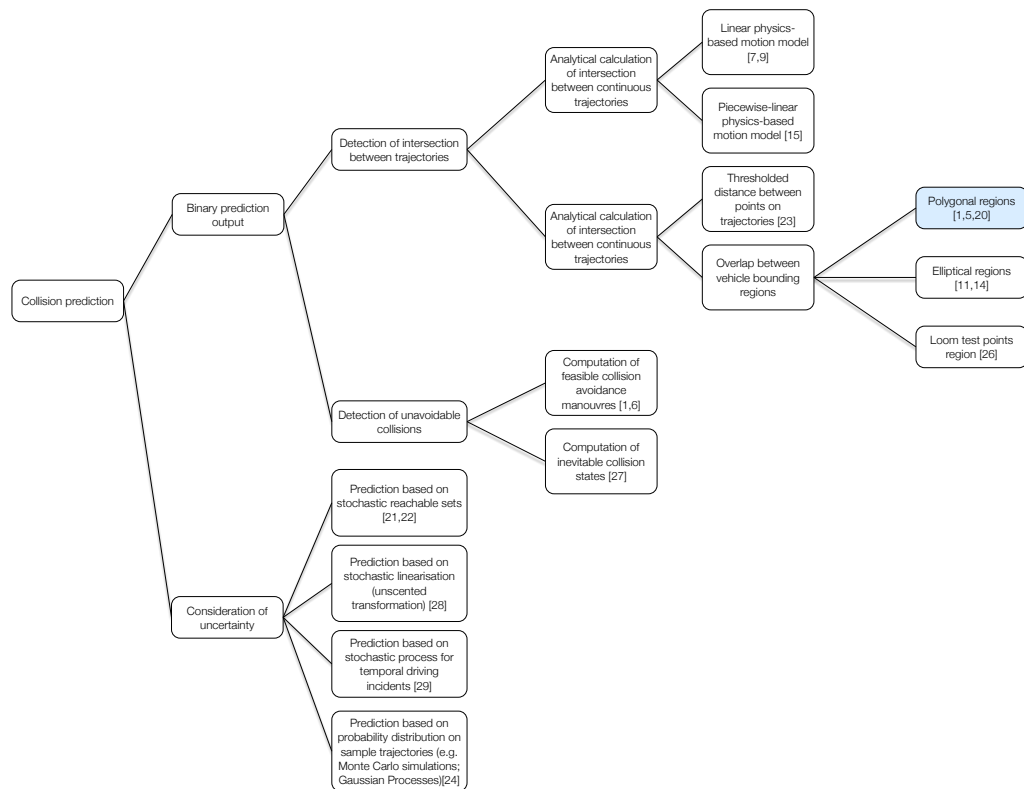 Collision prediction
Binary prediction
output
Detection of intersection
between trajectories
Analytical calculation
of intersection
between continuous
trajectories
Linear physics-
based motion model
[7,9]
Piecewise-linear
physics-based
motion model [15]
Analytical calculation
of intersection
between continuous
trajectories
Thresholded
distance between
points on
trajectories [23]
Overlap between
vehicle bounding
regions
Polygonal regions
[1,5,20]
Elliptical regions
[11,14]
Loom test points
region [26]
Detection of unavoidable
collisions
Computation of
feasible collision
avoidance
manouvres [1,6]
Computation of
inevitable collision
states [27]
Consideration of
uncertainty
Prediction based on
stochastic reachable sets
[21,22]
Prediction based on
stochastic linearisation
(unscented
transformation) [28]
Prediction based on
stochastic process for
temporal driving
incidents [29]
Prediction based on
probability distribution on
sample trajectories (e.g.
Monte Carlo simulations;
Gaussian Processes)[24]